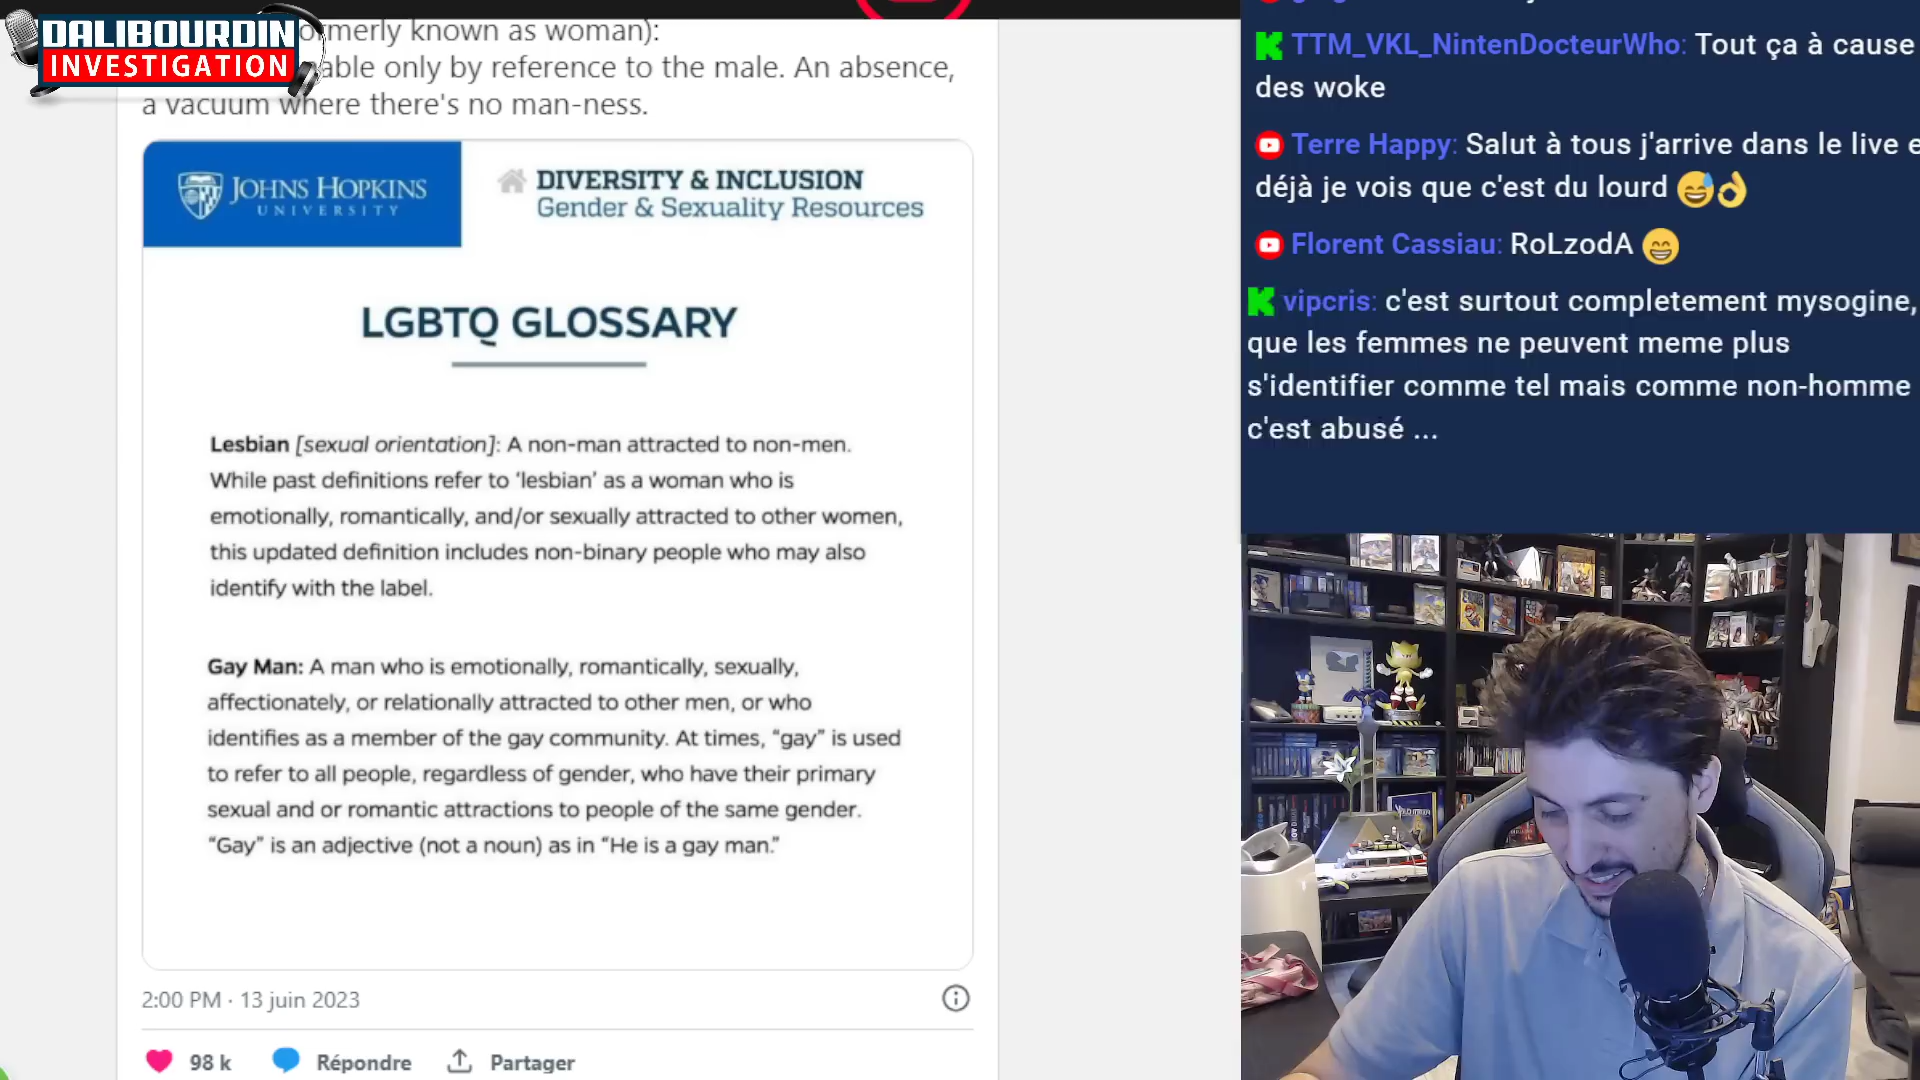 DALIBOURDIN
INVESTIGATION
ormerly known as woman):
able only by reference to the male. An absence,
a vacuum where there's no man-ness.
JOHNS HOPKINS
UNIVERSITY
DIVERSITY & INCLUSION
Gender & Sexuality Resources
LGBTQ GLOSSARY
Lesbian [sexual orientation]: A non-man attracted to non-men.
While past definitions refer to 'lesbian' as a woman who is
emotionally, romantically, and/or sexually attracted to other women,
this updated definition includes non-binary people who may also
identify with the label.
Gay Man: A man who is emotionally, romantically, sexually,
affectionately, or relationally attracted to other men, or who
identifies as a member of the gay community. At times, “gay” is used
to refer to all people, regardless of gender, who have their primary
sexual and or romantic attractions to people of the same gender.
“Gay” is an adjective (not a noun) as in “He is a gay man.”
2:00 PM · 13 juin 2023
98 k Répondre Partager
TTM_VKL_NintenDocteurWho: Tout ça à cause
des woke
Terre Happy: Salut à tous j'arrive dans le live e
déjà je vois que c'est du lourd 😅👌
Florent Cassiau: RoLzodA 😁
vipcris: c'est surtout completement mysogine,
que les femmes ne peuvent meme plus
s'identifier comme tel mais comme non-homme
c'est abusé ...